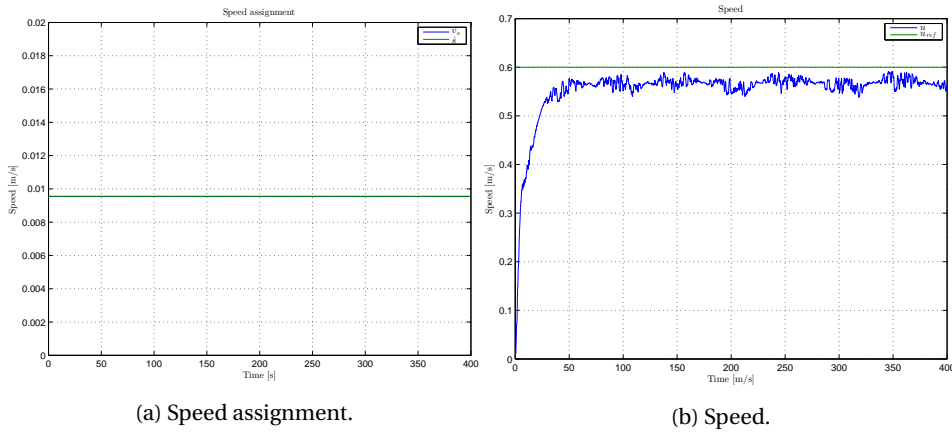 Speed assignment
0.02
0.018
0.016
0.014
0.012
0.01
0.008
0.006
0.004
0.002
0
Speed [m/s]
v_s
ṡ
0 50 100 150 200 250 300 350 400
Time [s]
(a) Speed assignment.
Speed
0.7
0.6
0.5
0.4
0.3
0.2
0.1
0
Speed [m/s]
u
u_ref
0 50 100 150 200 250 300 350 400
Time [m/s]
(b) Speed.